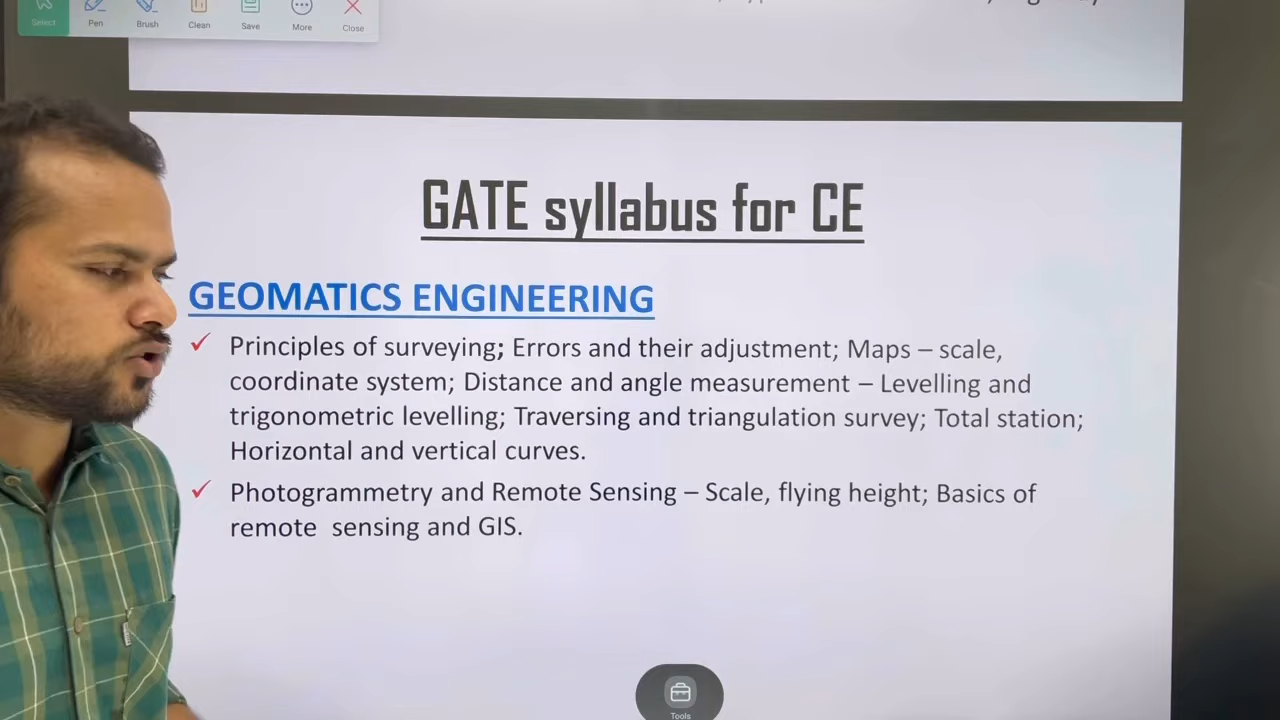 Select Pen Brush Clean Save More Close
GATE syllabus for CE
GEOMATICS ENGINEERING
Principles of surveying; Errors and their adjustment; Maps – scale,
coordinate system; Distance and angle measurement – Levelling and
trigonometric levelling; Traversing and triangulation survey; Total station;
Horizontal and vertical curves.
Photogrammetry and Remote Sensing – Scale, flying height; Basics of
remote sensing and GIS.
Tools